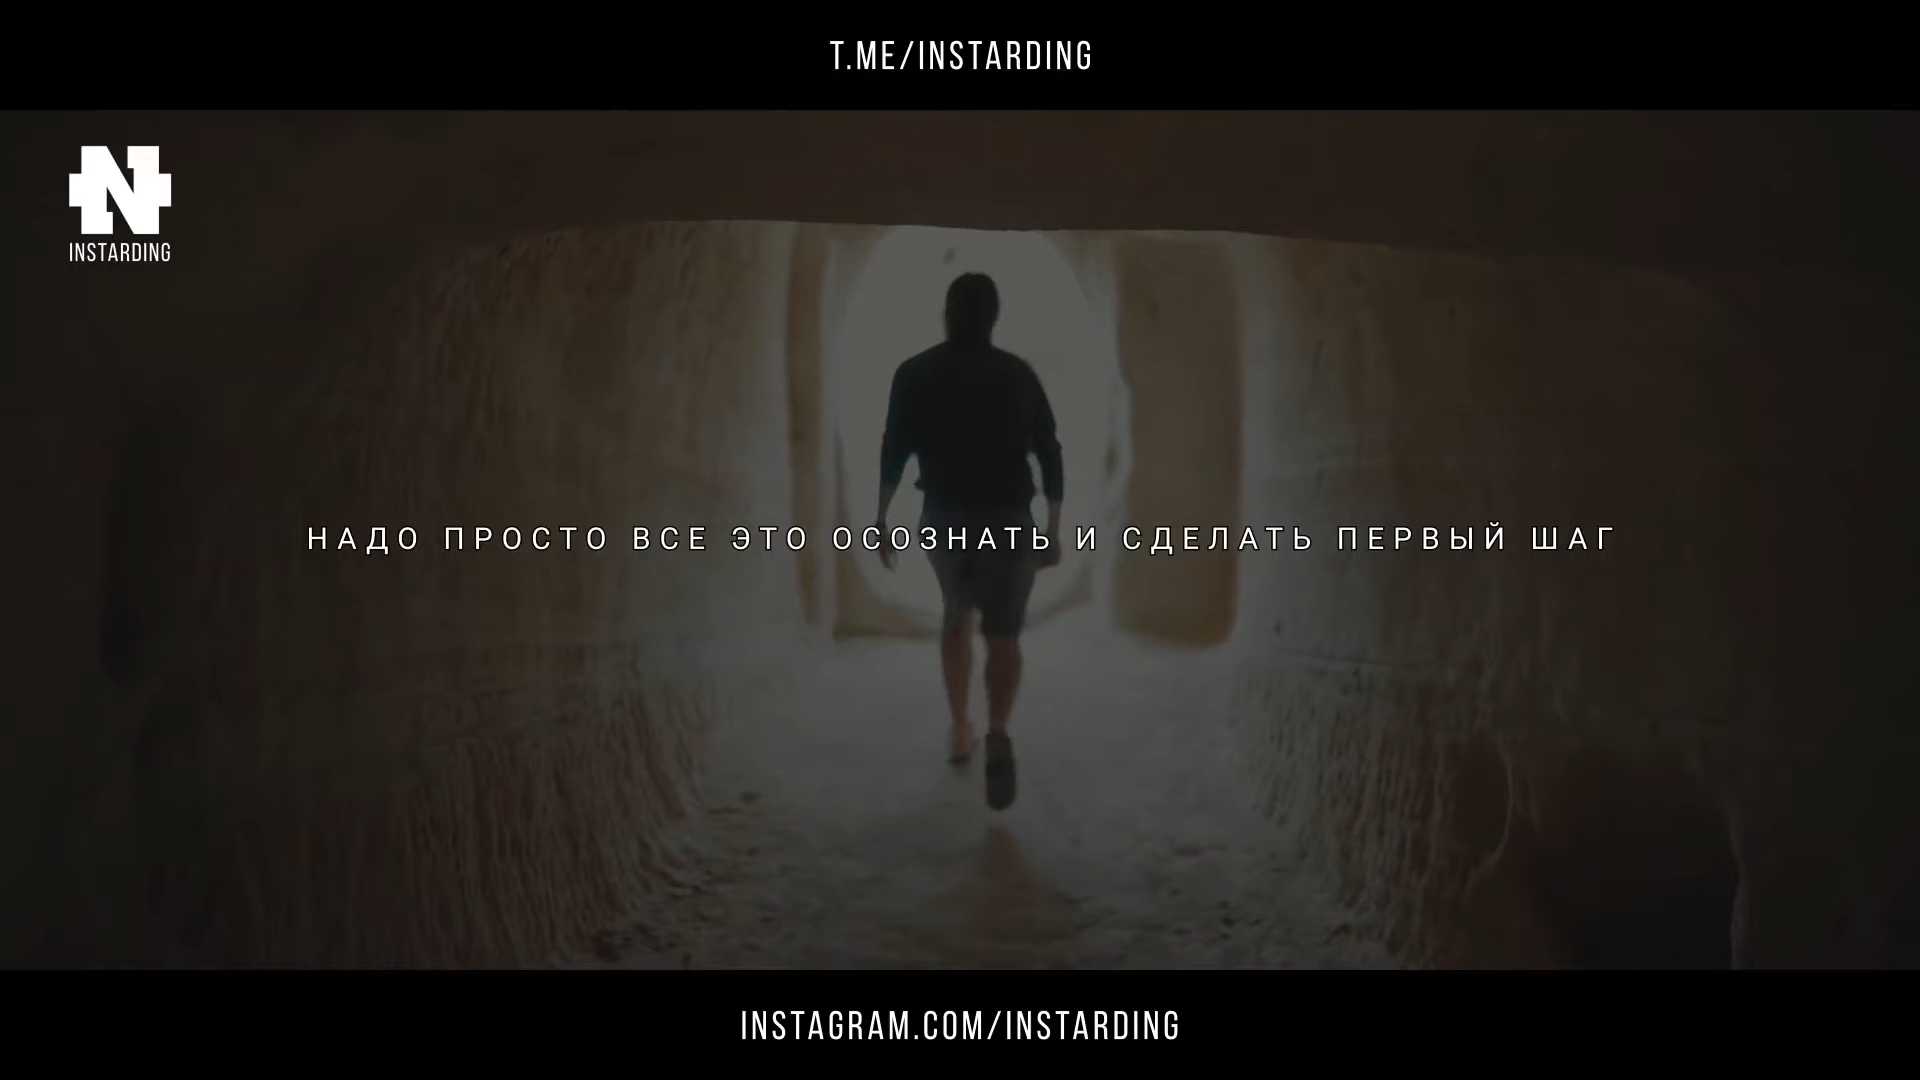 T.ME/INSTARDING
N
INSTARDING
НАДО ПРОСТО ВСЕ ЭТО ОСОЗНАТЬ И СДЕЛАТЬ ПЕРВЫЙ ШАГ
INSTAGRAM.COM/INSTARDING